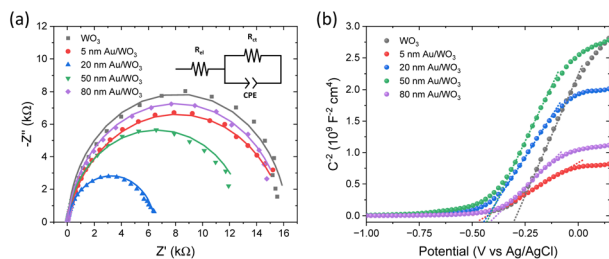 (a)
12
10
8
6
4
2
0
-Z'' (kΩ)
WO₃
5 nm Au/WO₃
20 nm Au/WO₃
50 nm Au/WO₃
80 nm Au/WO₃
R_el
R_ct
CPE
0 2 4 6 8 10 12 14 16 18
Z' (kΩ)
(b)
3.0
2.5
2.0
1.5
1.0
0.5
0.0
C⁻² (10⁹ F⁻² cm⁴)
WO₃
5 nm Au/WO₃
20 nm Au/WO₃
50 nm Au/WO₃
80 nm Au/WO₃
-1.00 -0.75 -0.50 -0.25 0.00
Potential (V vs Ag/AgCl)